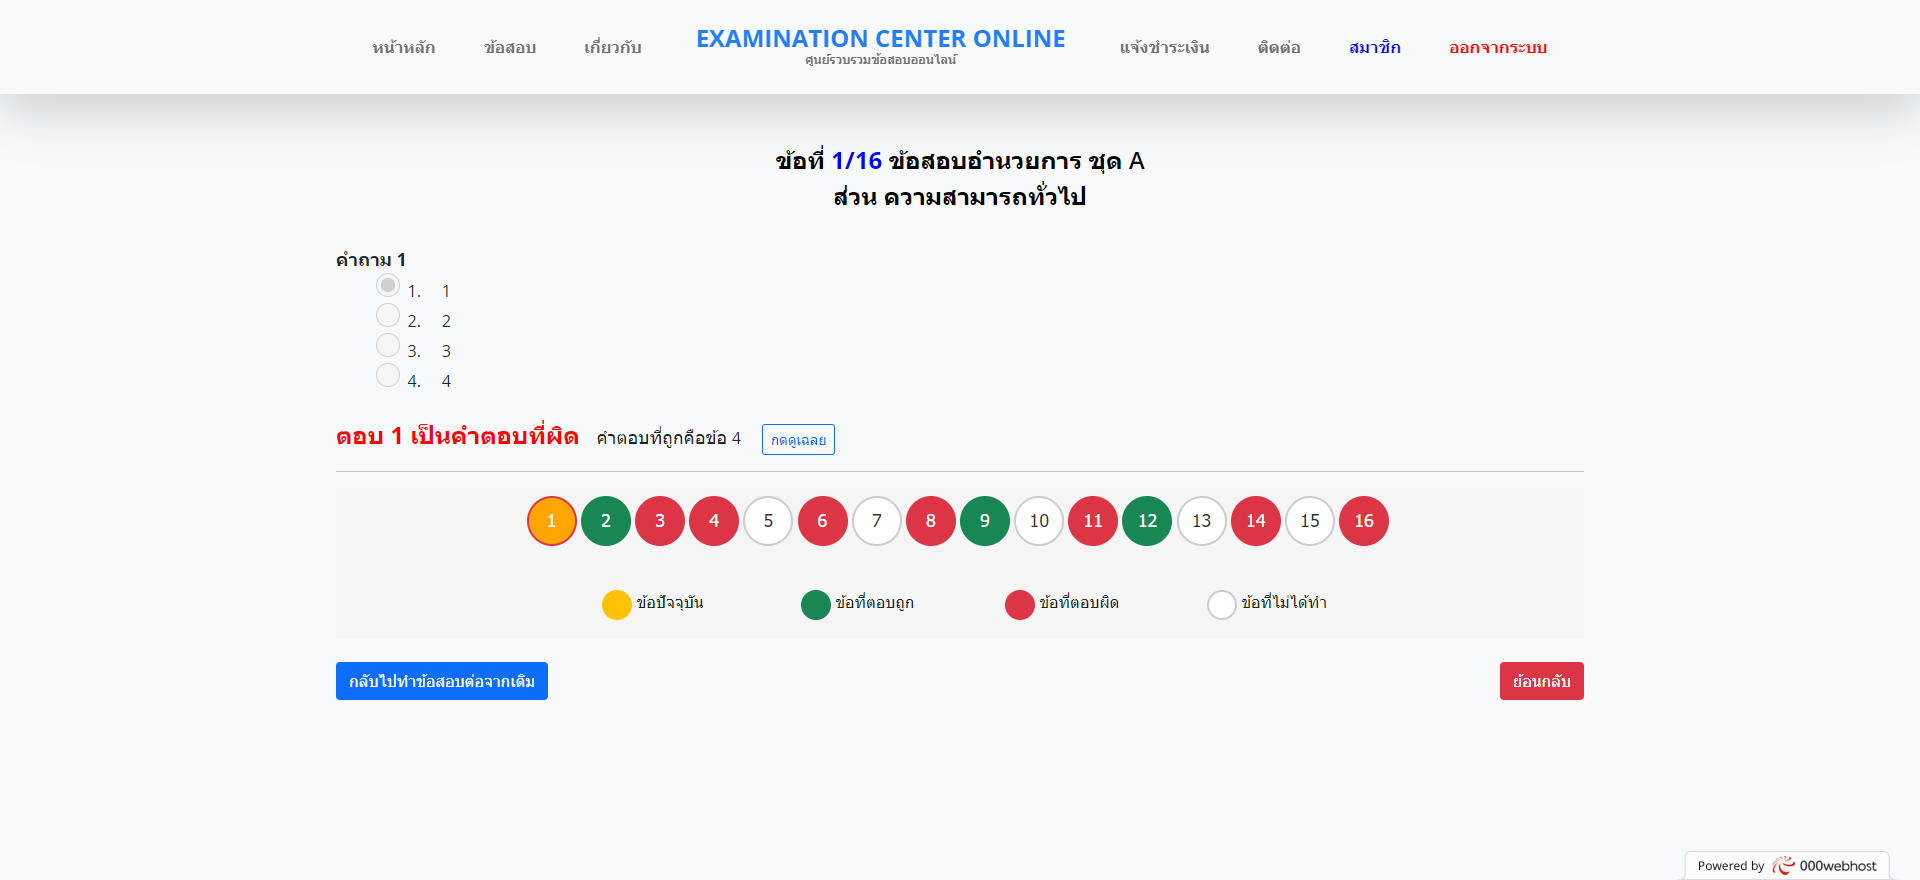 หน้าหลัก ข้อสอบ เกี่ยวกับ EXAMINATION CENTER ONLINE แจ้งชำระเงิน ติดต่อ สมาชิก ออกจากระบบ
ศูนย์รวบรวมข้อสอบออนไลน์
ข้อที่ 1/16 ข้อสอบอำนวยการ ชุด A
ส่วน ความสามารถทั่วไป
คำถาม 1
1. 1
2. 2
3. 3
4. 4
ตอบ 1 เป็นคำตอบที่ผิด คำตอบที่ถูกคือข้อ 4 กดดูเฉลย
1 2 3 4 5 6 7 8 9 10 11 12 13 14 15 16
ข้อปัจจุบัน ข้อที่ตอบถูก ข้อที่ตอบผิด ข้อที่ไม่ได้ทำ
กลับไปทำข้อสอบต่อจากเดิม ย้อนกลับ
Powered by 000webhost